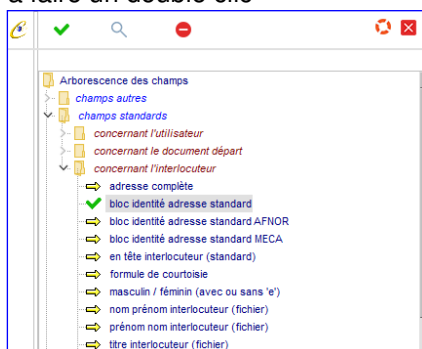 à faire un double clic
Arborescence des champs
champs autres
champs standards
concernant l'utilisateur
concernant le document départ
concernant l'interlocuteur
adresse complète
bloc identité adresse standard
bloc identité adresse standard AFNOR
bloc identité adresse standard MECA
en tête interlocuteur (standard)
formule de courtoisie
masculin / féminin (avec ou sans 'e')
nom prénom interlocuteur (fichier)
prénom nom interlocuteur (fichier)
titre interlocuteur (fichier)